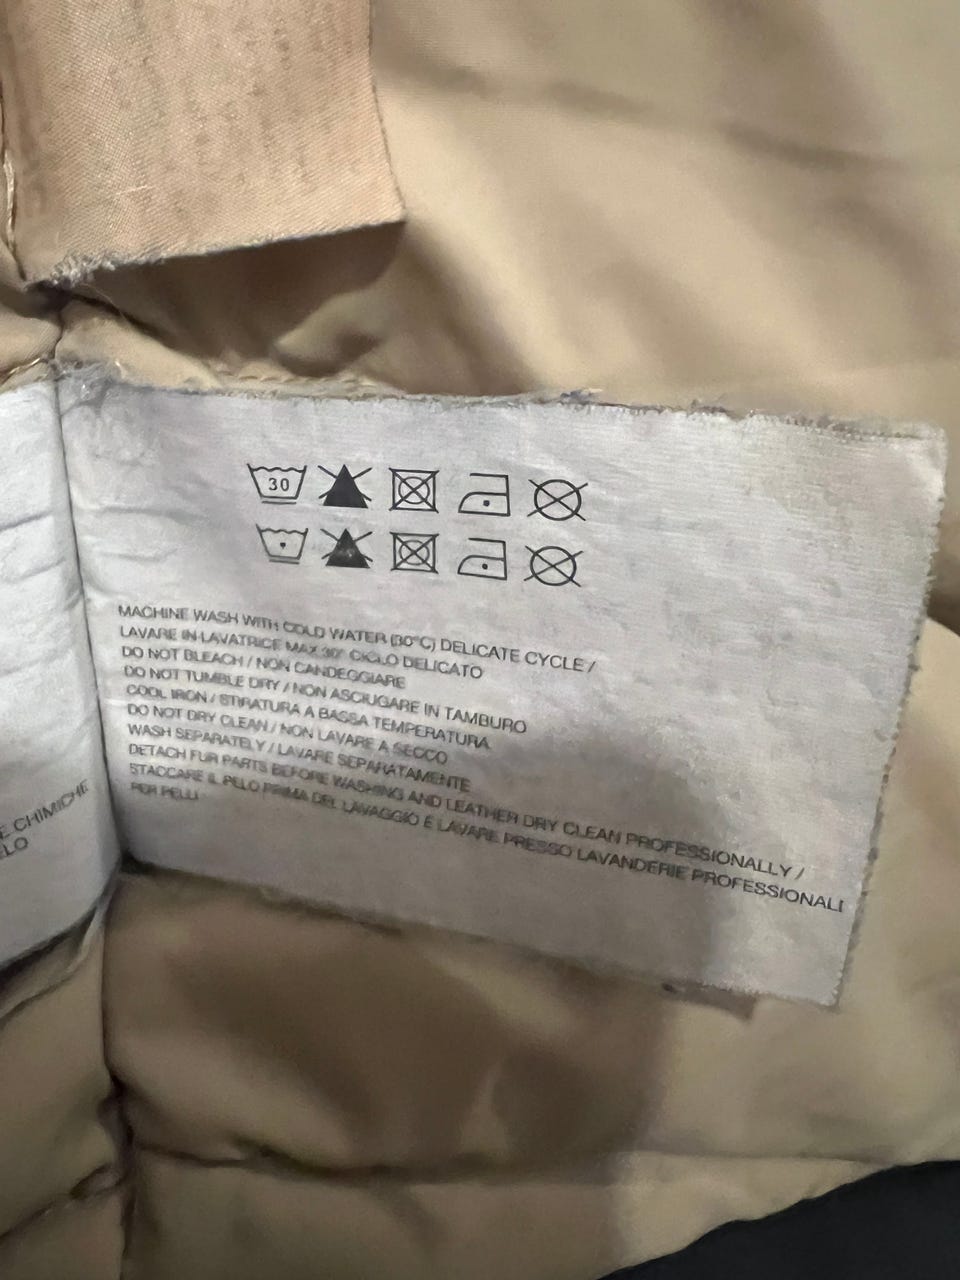 30
MACHINE WASH WITH COLD WATER (30°C) DELICATE CYCLE /
LAVARE IN LAVATRICE MAX 30° CICLO DELICATO
DO NOT BLEACH / NON CANDEGGIARE
DO NOT TUMBLE DRY / NON ASCIUGARE IN TAMBURO
COOL IRON / STIRATURA A BASSA TEMPERATURA
DO NOT DRY CLEAN / NON LAVARE A SECCO
WASH SEPARATELY / LAVARE SEPARATAMENTE
DETACH FUR PARTS BEFORE WASHING AND LEATHER DRY CLEAN PROFESSIONALLY /
STACCARE IL PELO PRIMA DEL LAVAGGIO E LAVARE PRESSO LAVANDERIE PROFESSIONALI
PER PELLI
E CHIMICHE
LO